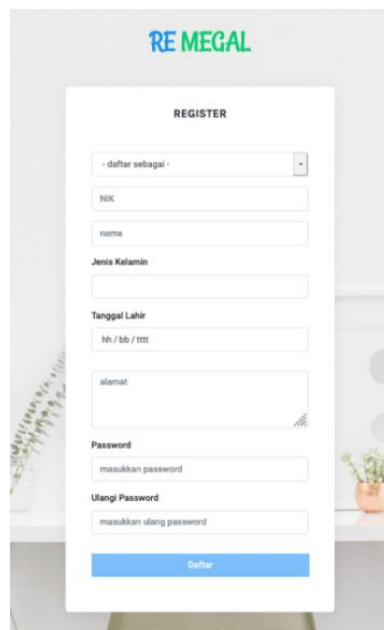 RE MEGAL
REGISTER
- daftar sebagai -
NIK
nama
Jenis Kelamin
Tanggal Lahir
hh / bb / tttt
alamat
Password
masukkan password
Ulangi Password
masukkan ulang password
Daftar